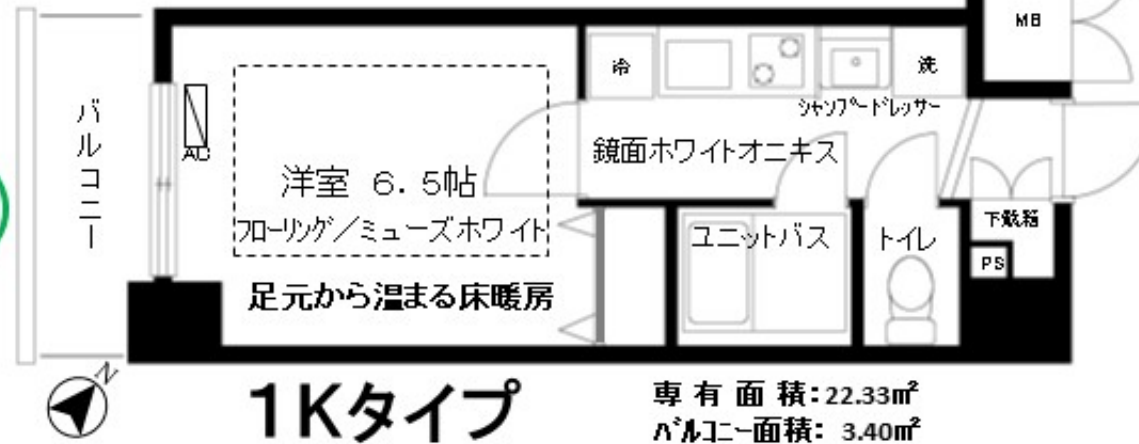 MB
冷
洗
シャンプードレッサー
バルコニー
AC
鏡面ホワイトオニキス
洋室 6.5帖
フローリング/ミューズホワイト
ユニットバス
トイレ
下駄箱
PS
足元から温まる床暖房
N
1Kタイプ
専有面積:22.33㎡
バルコニー面積: 3.40㎡